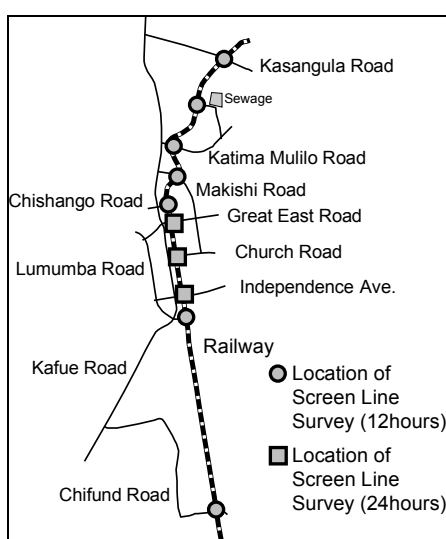 Kasangula Road
Sewage
Katima Mulilo Road
Makishi Road
Chishango Road
Great East Road
Church Road
Lumumba Road
Independence Ave.
Railway
Kafue Road
Location of
Screen Line
Survey (12hours)
Location of
Screen Line
Survey (24hours)
Chifund Road